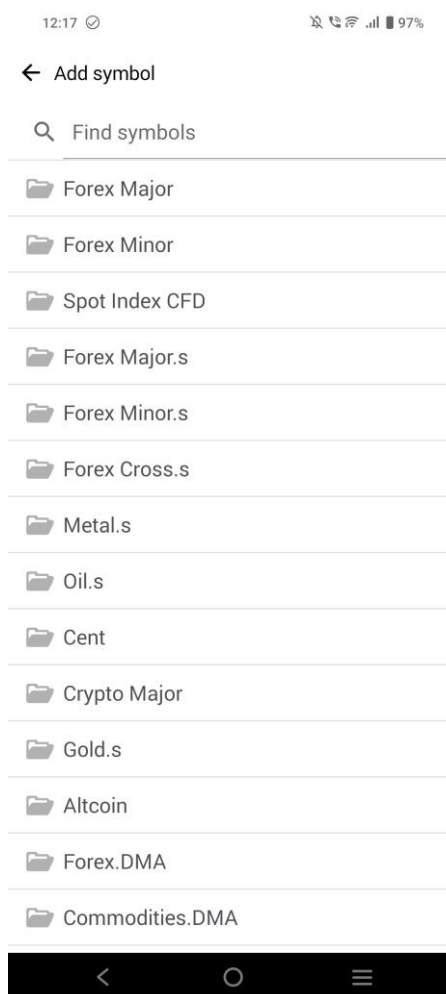 12:17
97%
Add symbol
Find symbols
Forex Major
Forex Minor
Spot Index CFD
Forex Major.s
Forex Minor.s
Forex Cross.s
Metal.s
Oil.s
Cent
Crypto Major
Gold.s
Altcoin
Forex.DMA
Commodities.DMA